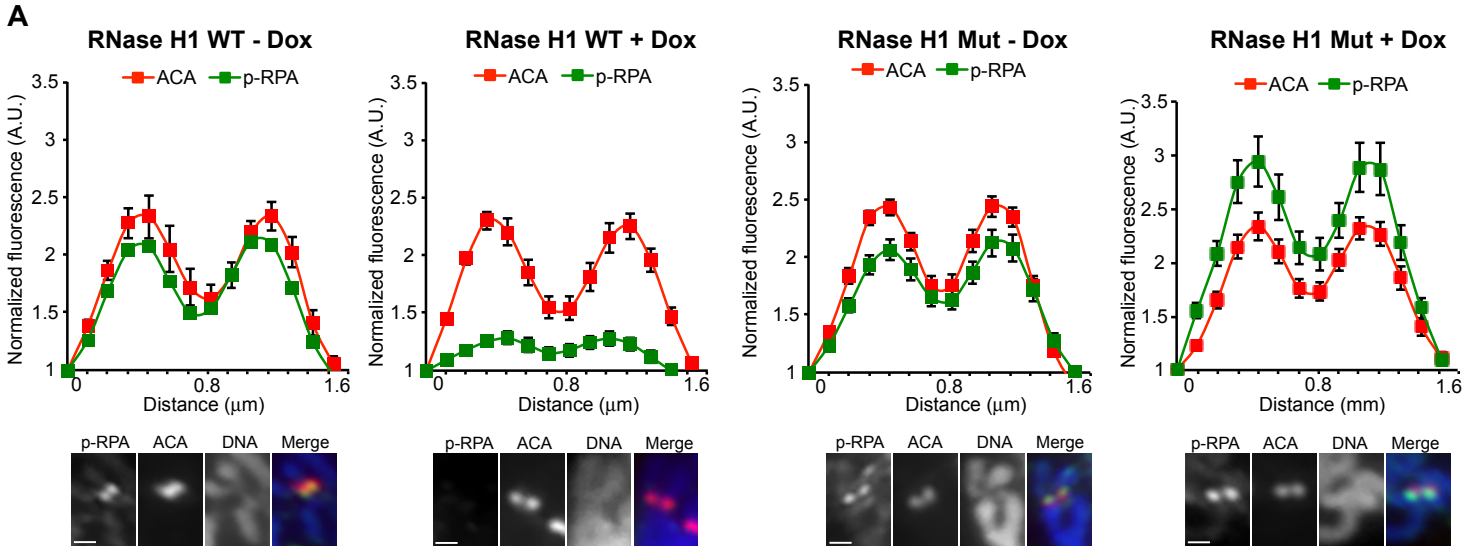 A
RNase H1 WT - Dox
ACA p-RPA
Normalized fluorescence (A.U.)
3.5
3
2.5
2
1.5
1
0 0.8 1.6
Distance (μm)
p-RPA ACA DNA Merge
RNase H1 WT + Dox
ACA p-RPA
Normalized fluorescence (A.U.)
3.5
3
2.5
2
1.5
1
0 0.8 1.6
Distance (μm)
p-RPA ACA DNA Merge
RNase H1 Mut - Dox
ACA p-RPA
Normalized fluorescence (A.U.)
3.5
3
2.5
2
1.5
1
0 0.8 1.6
Distance (μm)
p-RPA ACA DNA Merge
RNase H1 Mut + Dox
ACA p-RPA
Normalized fluorescence (A.U.)
3.5
3
2.5
2
1.5
1
0 0.8 1.6
Distance (mm)
p-RPA ACA DNA Merge